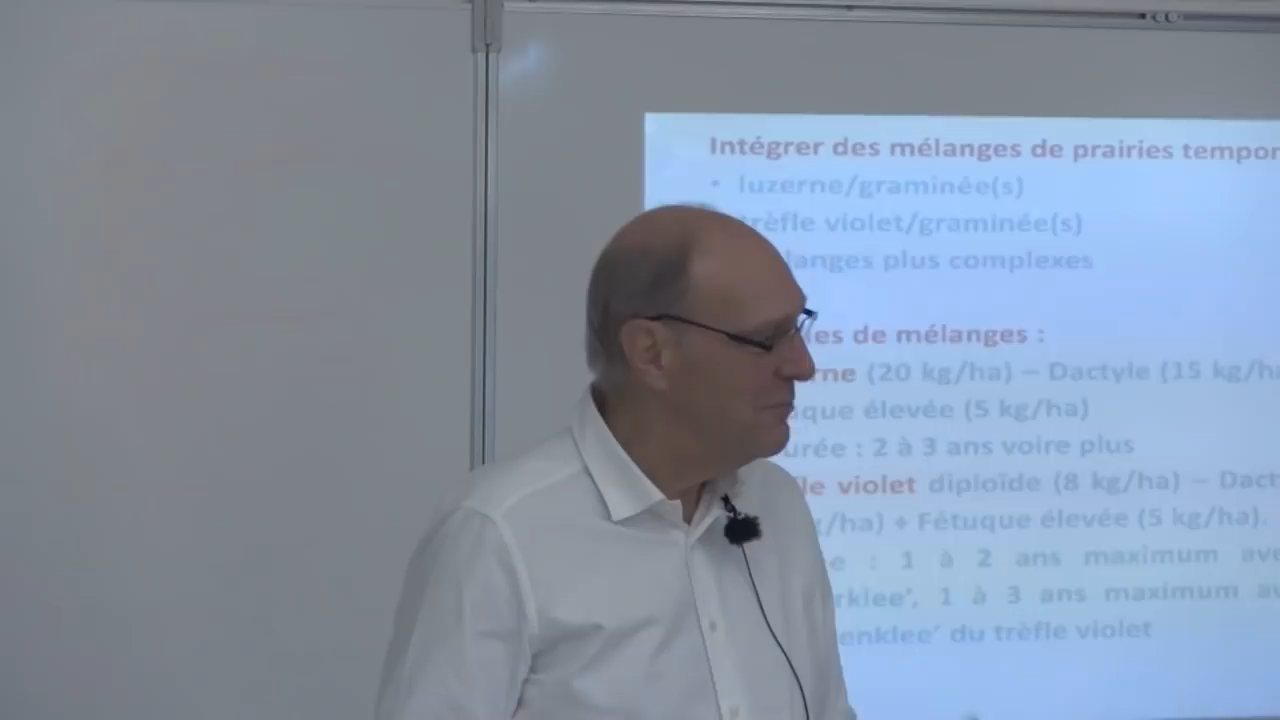 Intégrer des mélanges de prairies tempor
• luzerne/graminée(s)
trèfle violet/graminée(s)
langes plus complexes
les de mélanges :
rne (20 kg/ha) – Dactyle (15 kg/ha
que élevée (5 kg/ha)
urée : 2 à 3 ans voire plus
le violet diploïde (8 kg/ha) – Dact
/ha) + Fétuque élevée (5 kg/ha).
e : 1 à 2 ans maximum av
rklee’, 1 à 3 ans maximum av
enklee’ du trèfle violet